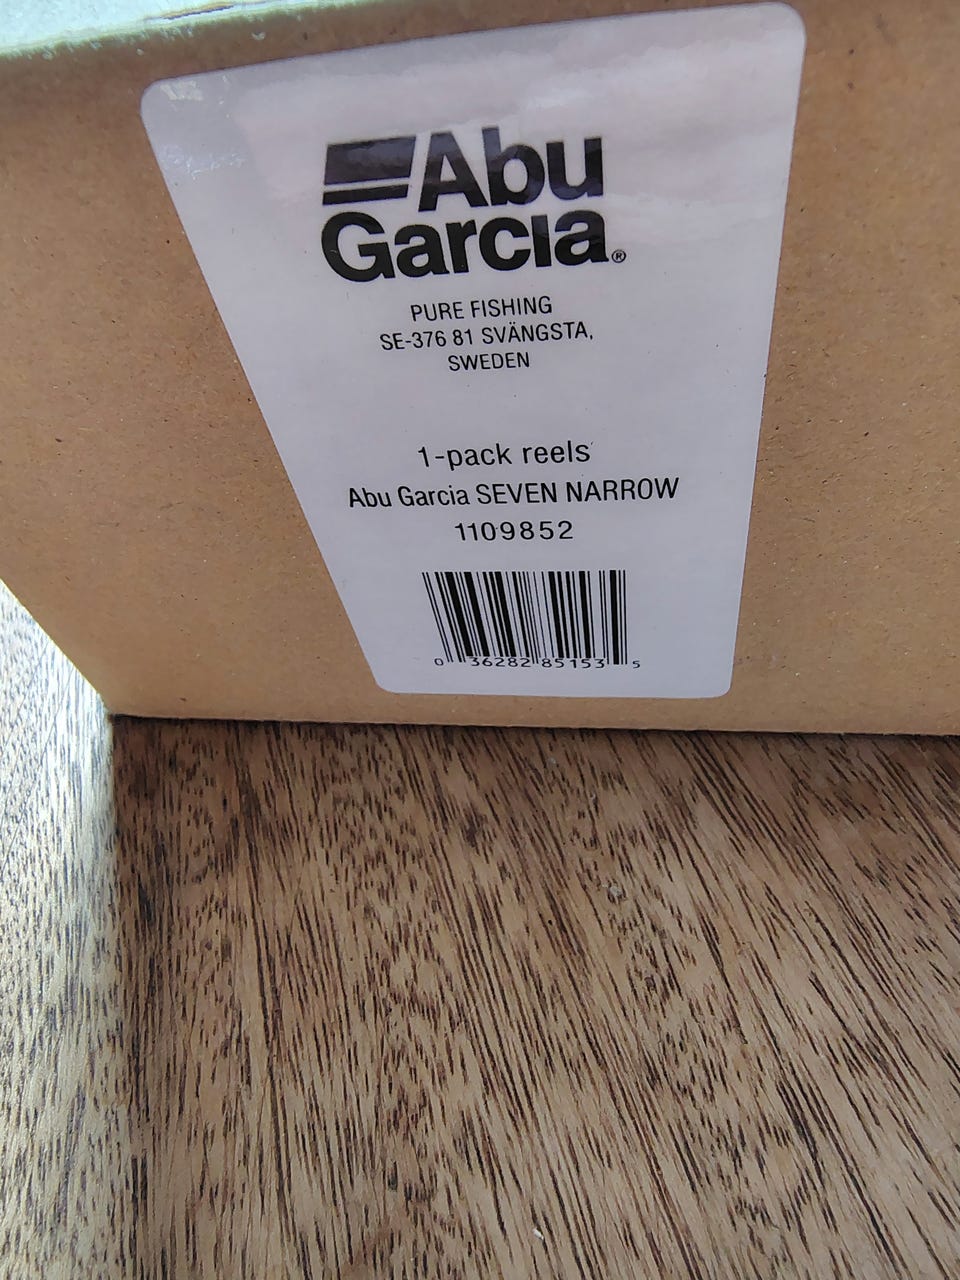 Abu
Garcia®
PURE FISHING
SE-376 81 SVÄNGSTA,
SWEDEN
1-pack reels
Abu Garcia SEVEN NARROW
1109852
0 36282 85153 5